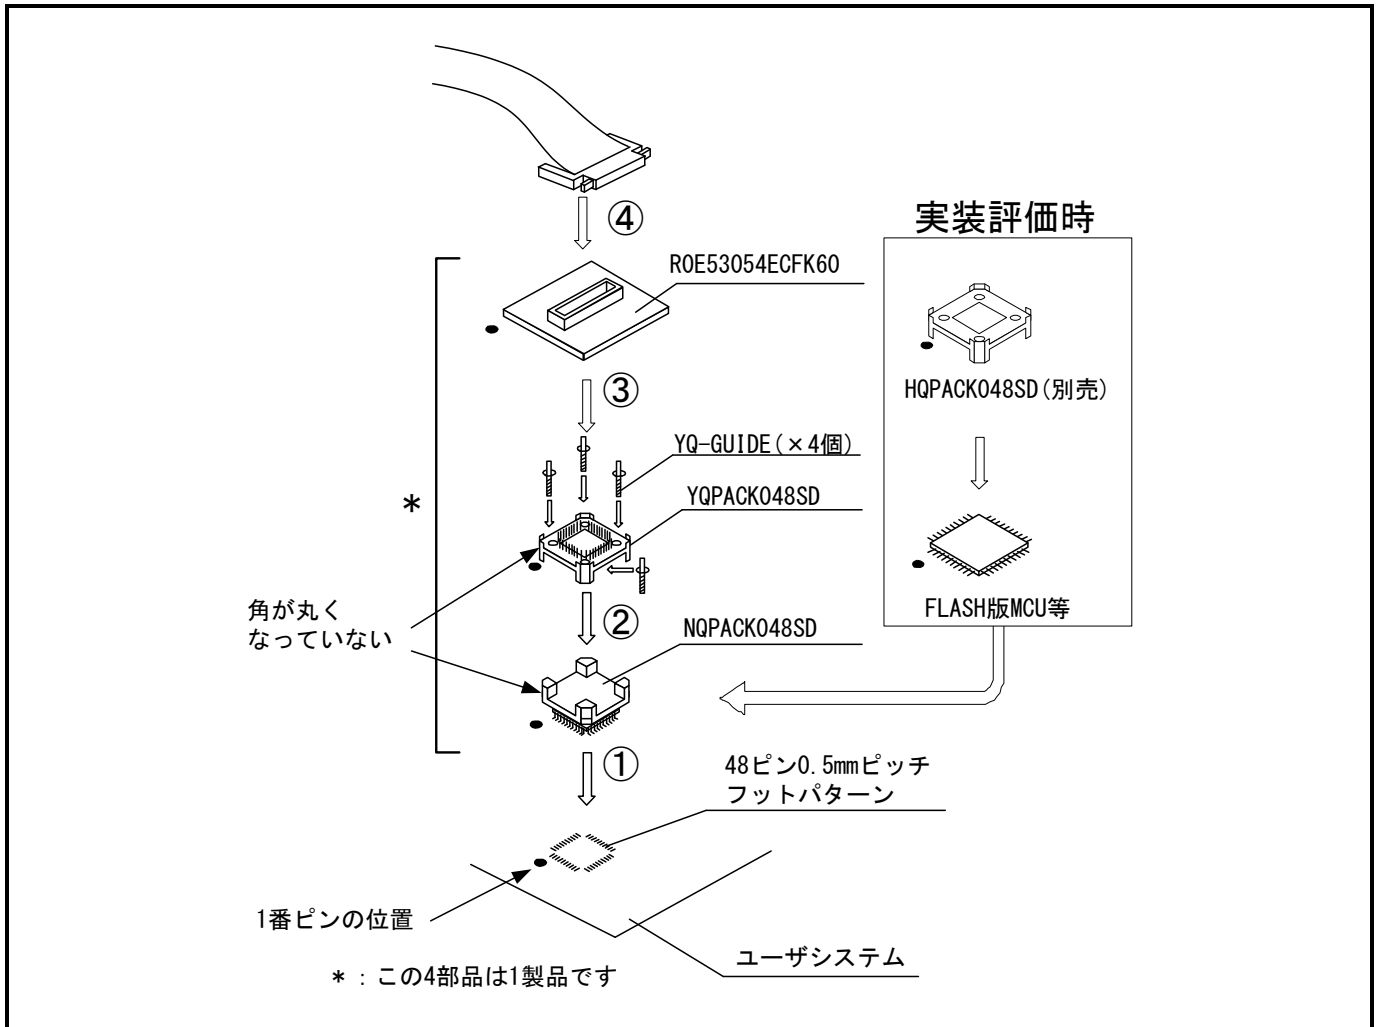 ④
実装評価時
R0E53054ECFK60
③
HQPACK048SD(別売)
YQ-GUIDE(×4個)
YQPACK048SD
*
角が丸く
なっていない
②
NQPACK048SD
FLASH版MCU等
①
48ピン0.5mmピッチ
フットパターン
1番ピンの位置
ユーザシステム
* : この4部品は1製品です